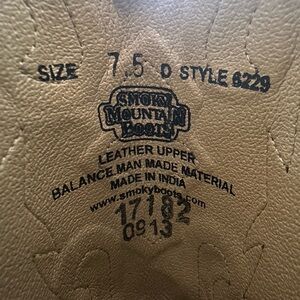 SIZE 7.5 D STYLE 6229
SMOKY
MOUNTAIN
BOOTS
LEATHER UPPER
BALANCE MAN MADE MATERIAL
MADE IN INDIA
www.smokyboots.com
17182
0913